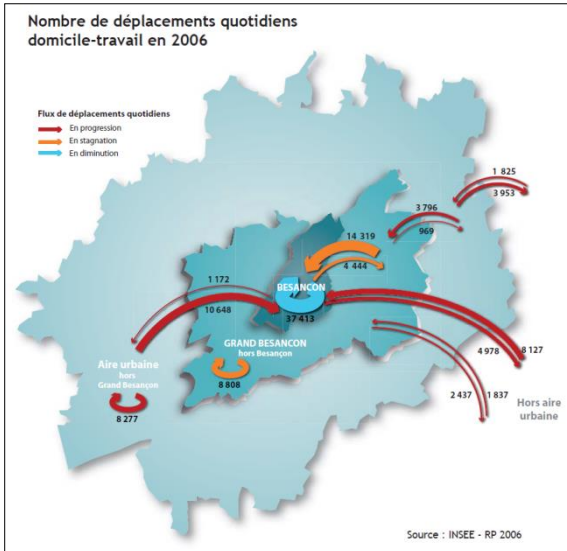 Nombre de déplacements quotidiens
domicile-travail en 2006
Flux de déplacements quotidiens
En progression
En stagnation
En diminution
1 825
3 953
3 796
969
14 319
4 444
BESANÇON
1 172
10 648
37 413
GRAND BESANCON
hors Besançon
8 808
Aire urbaine
hors
Grand Besançon
8 277
4 978
8 127
2 437
1 837
Hors aire
urbaine
Source : INSEE - RP 2006